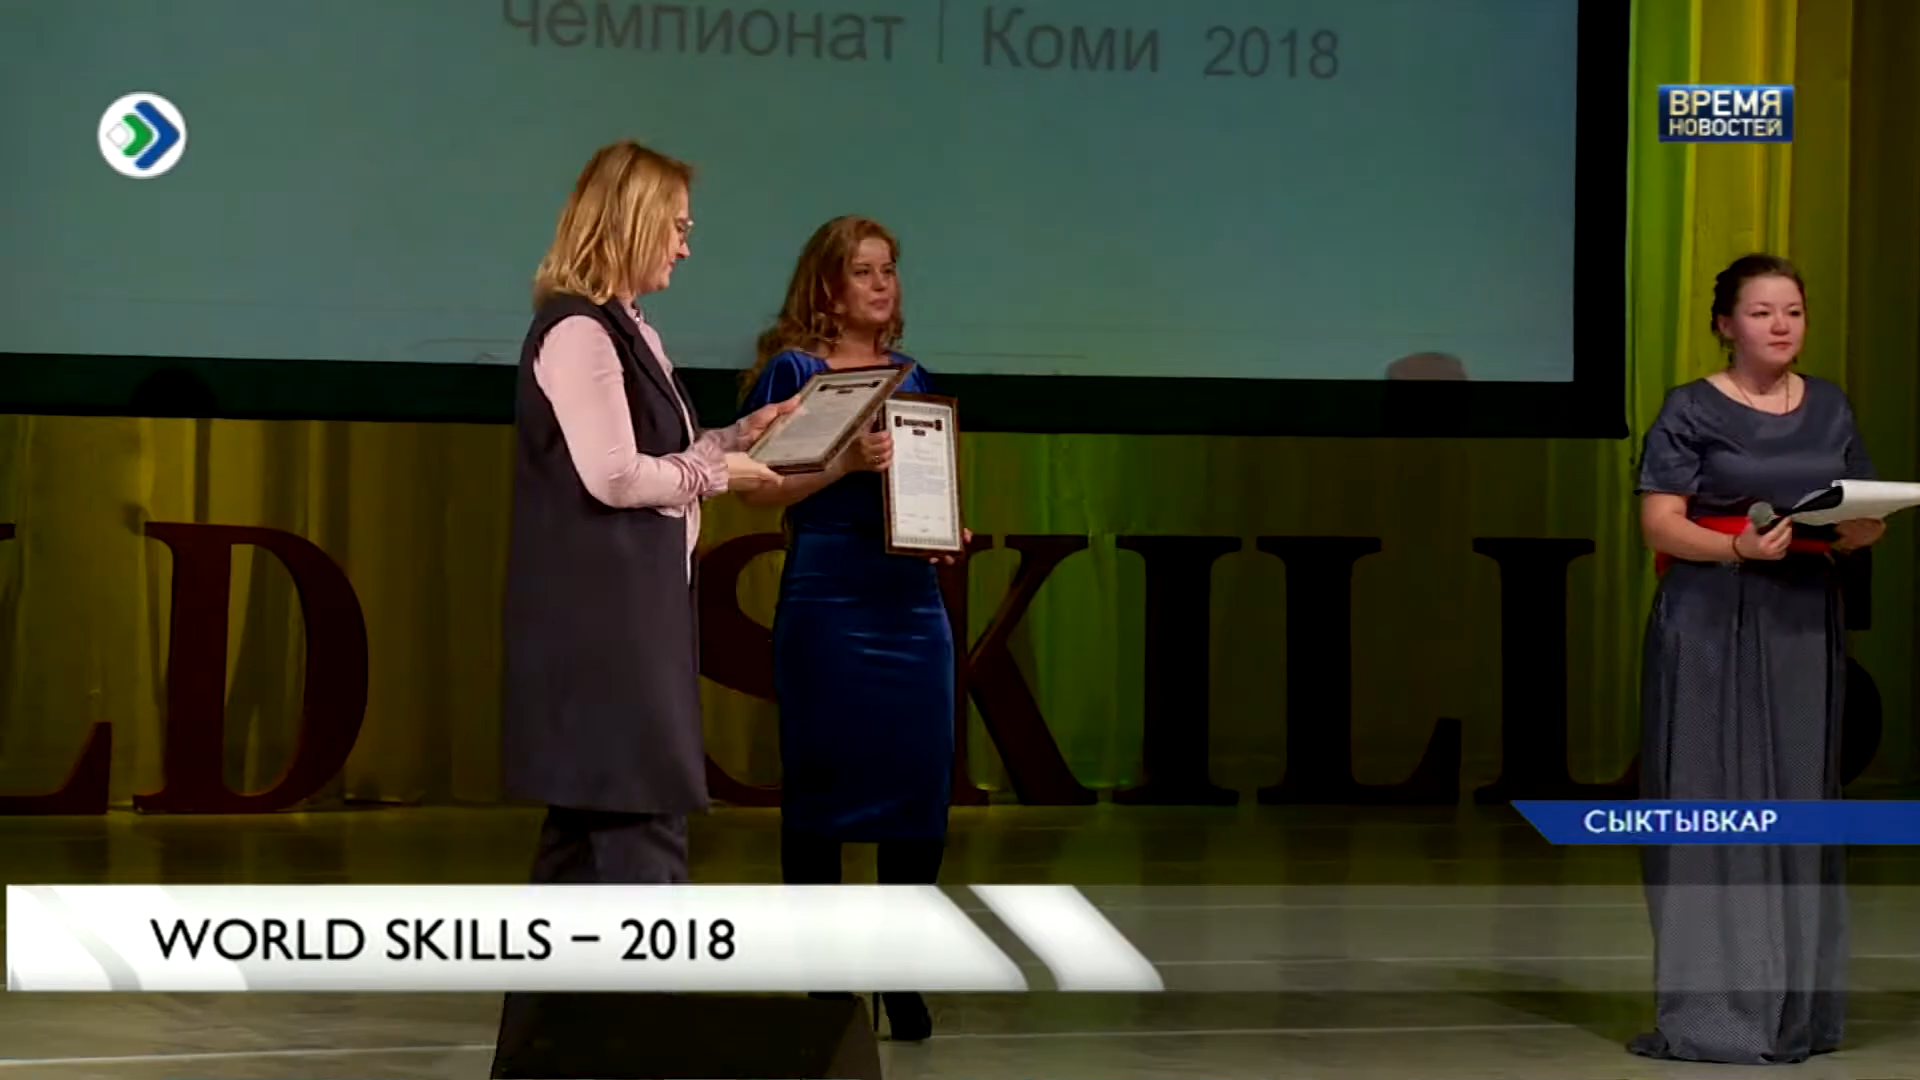 чемпионат | Коми 2018
ВРЕМЯ
НОВОСТЕЙ
LD SKILLS
СЫКТЫВКАР
WORLD SKILLS – 2018